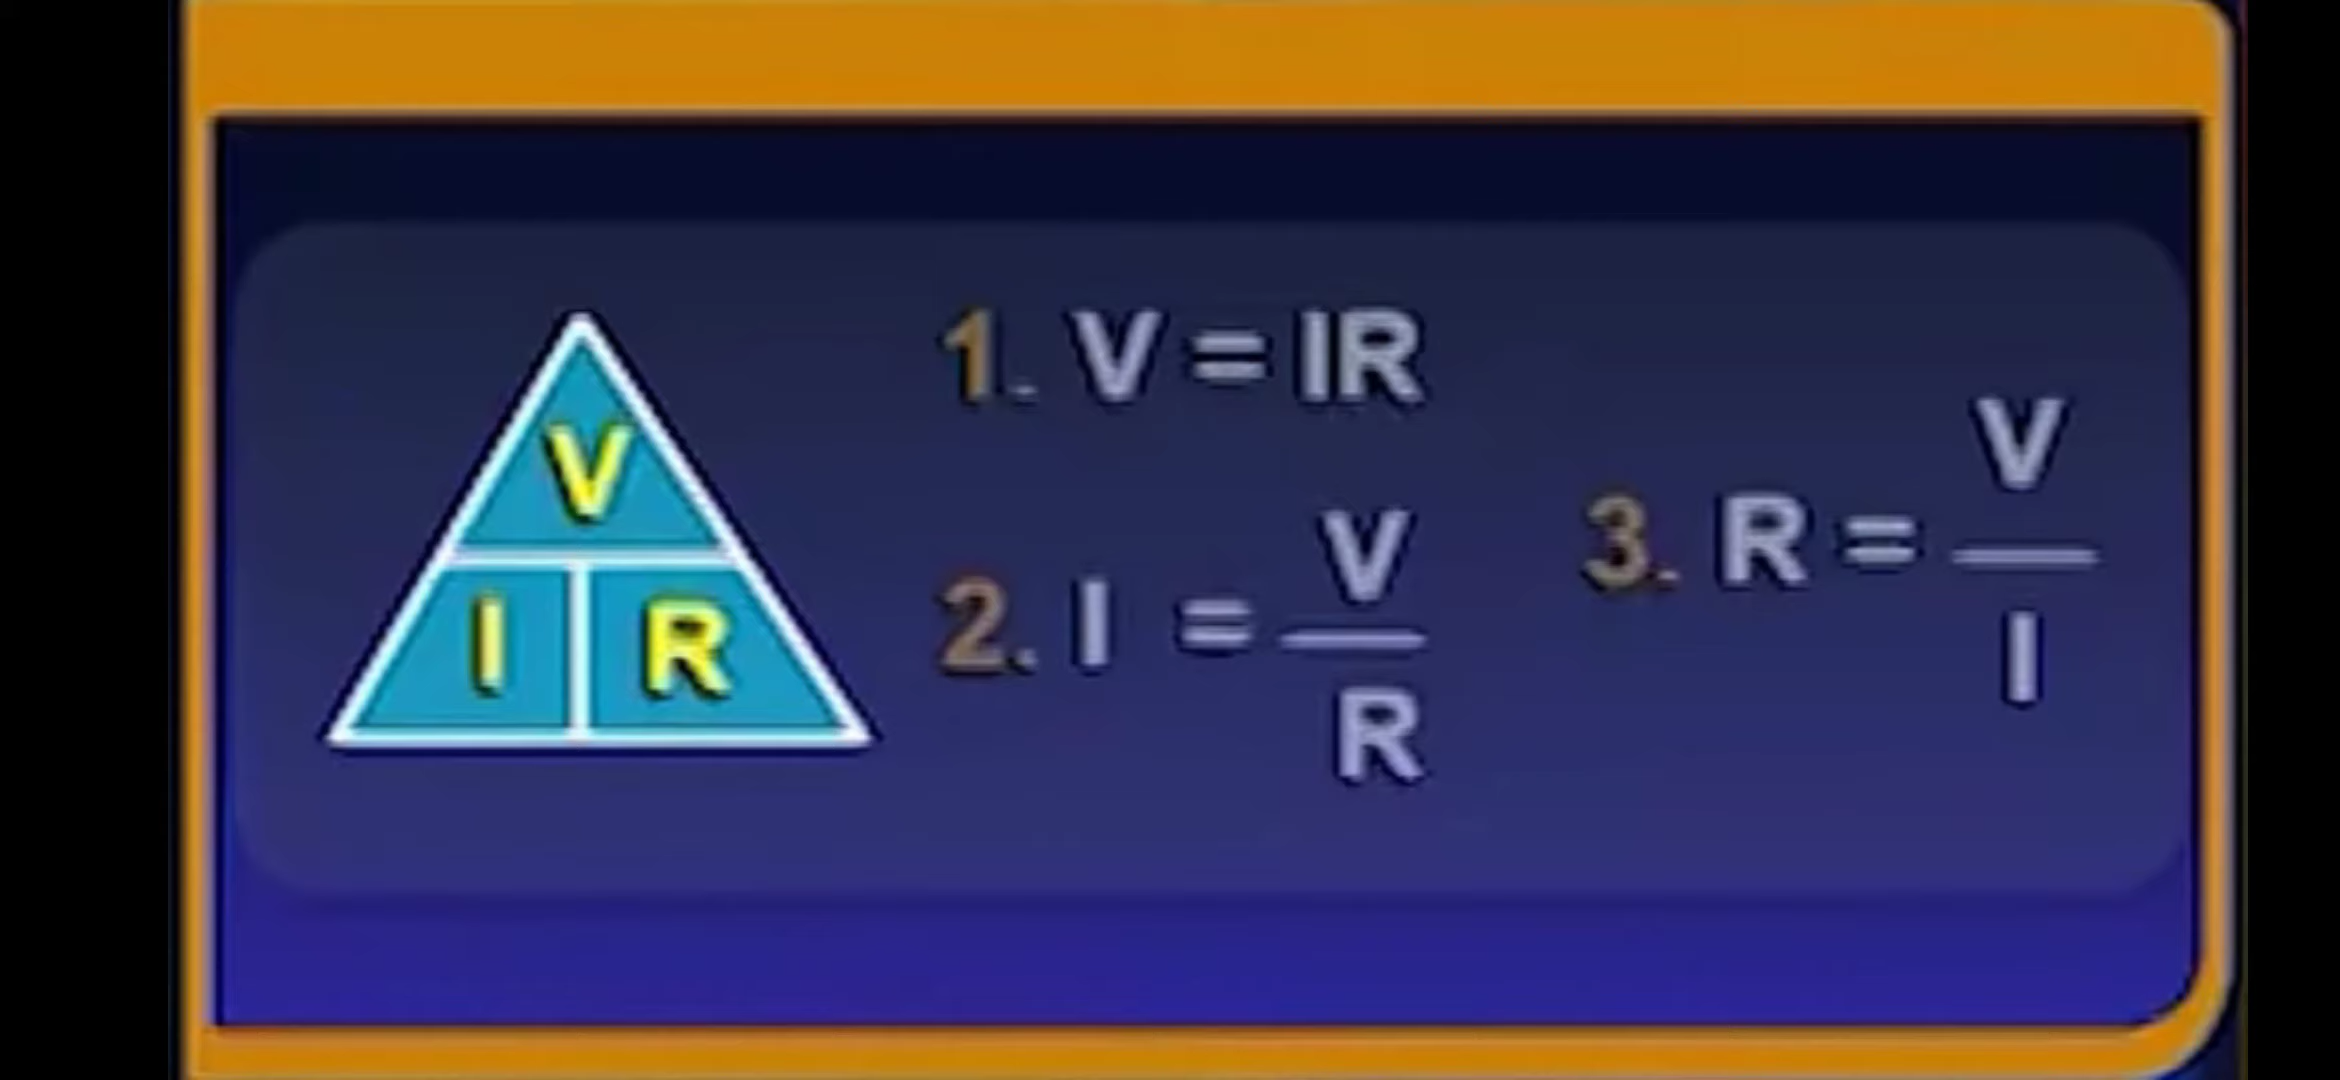 V
I R
1. V = IR
2. I = V
R
3. R = V
I